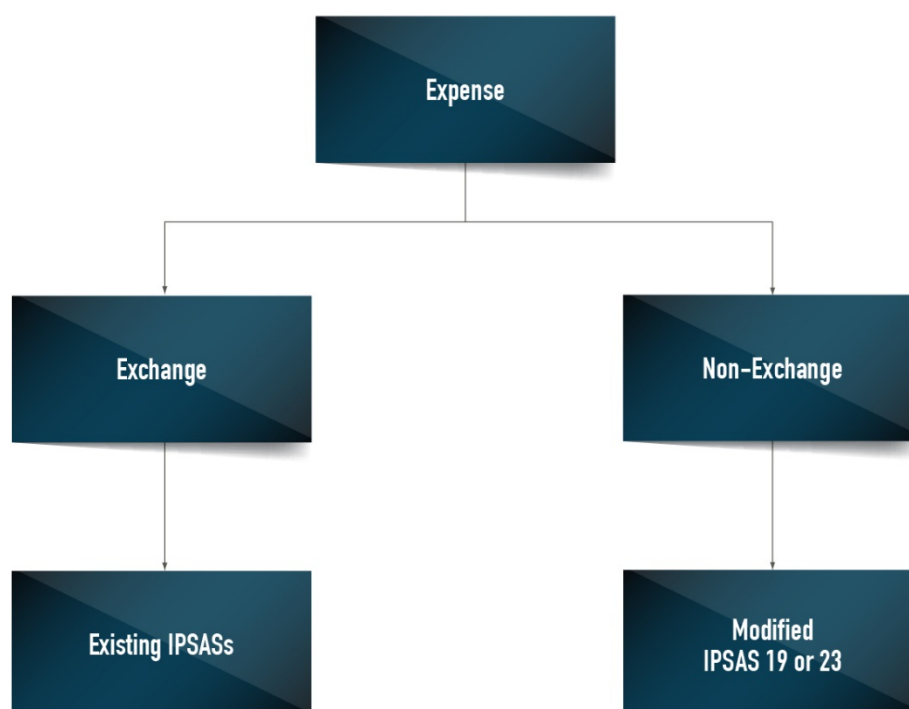 Expense
Exchange
Non-Exchange
Existing IPSASs
Modified
IPSAS 19 or 23